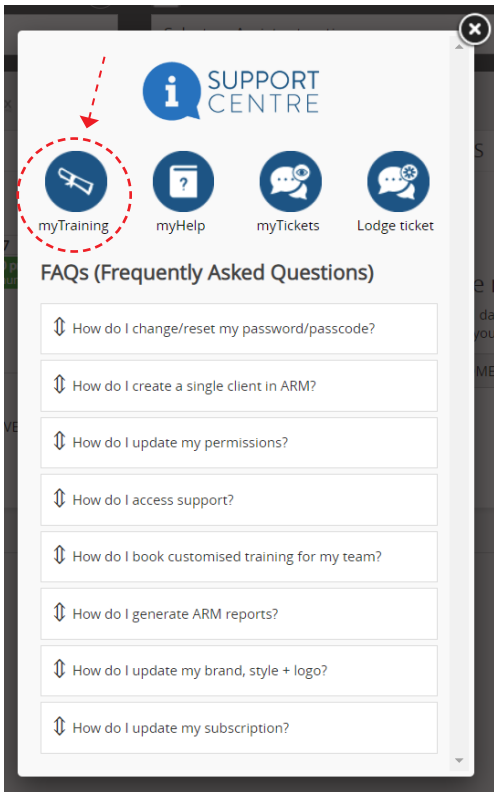 SUPPORT
CENTRE
myTraining myHelp myTickets Lodge ticket
FAQs (Frequently Asked Questions)
How do I change/reset my password/passcode?
How do I create a single client in ARM?
How do I update my permissions?
How do I access support?
How do I book customised training for my team?
How do I generate ARM reports?
How do I update my brand, style + logo?
How do I update my subscription?